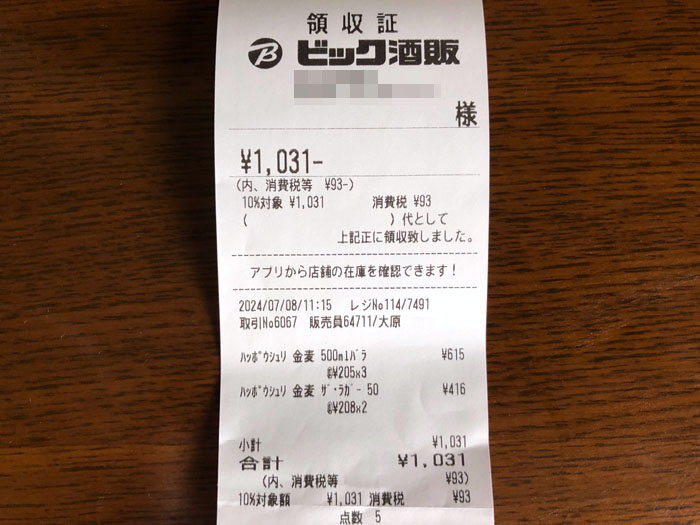 領収証
B ビック酒販
様
¥1,031-
(内、消費税等 ¥93-)
10%対象 ¥1,031 消費税 ¥93
( )代として
上記正に領収致しました。
アプリから店舗の在庫を確認できます!
2024/07/08/11:15 レジNo114/7491
取引No6067 販売員64711/大原
ﾊｯﾎﾟｳｼｭﾘ 金麦 500mlﾊﾞﾗ ¥615
@¥205x3
ﾊｯﾎﾟｳｼｭﾘ 金麦 ｻﾞ･ﾗｶﾞｰ 50 ¥416
@¥208x2
小計 ¥1,031
合計 ¥1,031
(内、消費税等 ¥93)
10%対象額 ¥1,031 消費税 ¥93
点数 5